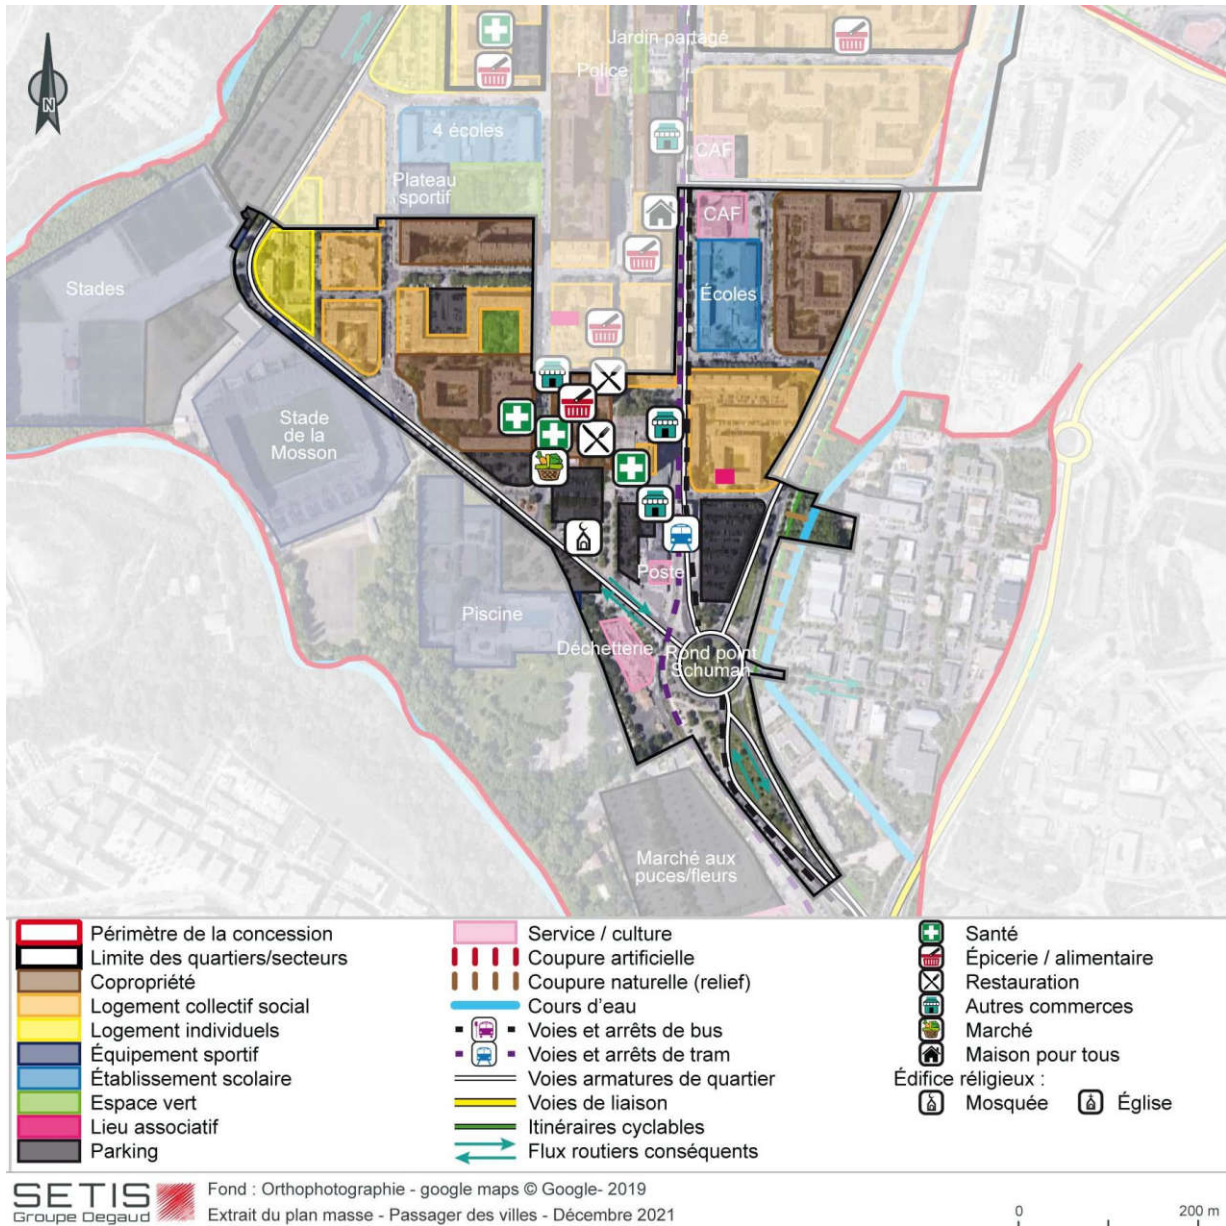 Jardin partagé
Police
4 écoles
CAF
Plateau
sportif
CAF
Stades
Écoles
Stade
de la
Mosson
Poste
Piscine
Déchetterie
Rond point
Schuman
Marché aux
puces/fleurs
N
Périmètre de la concession
Limite des quartiers/secteurs
Copropriété
Logement collectif social
Logement individuels
Équipement sportif
Établissement scolaire
Espace vert
Lieu associatif
Parking
Service / culture
Coupure artificielle
Coupure naturelle (relief)
Cours d'eau
Voies et arrêts de bus
Voies et arrêts de tram
Voies armatures de quartier
Voies de liaison
Itinéraires cyclables
Flux routiers conséquents
Santé
Épicerie / alimentaire
Restauration
Autres commerces
Marché
Maison pour tous
Édifice réligieux :
Mosquée
Église
SETIS
Groupe Degaud
Fond : Orthophotographie - google maps © Google- 2019
Extrait du plan masse - Passager des villes - Décembre 2021
0 200 m